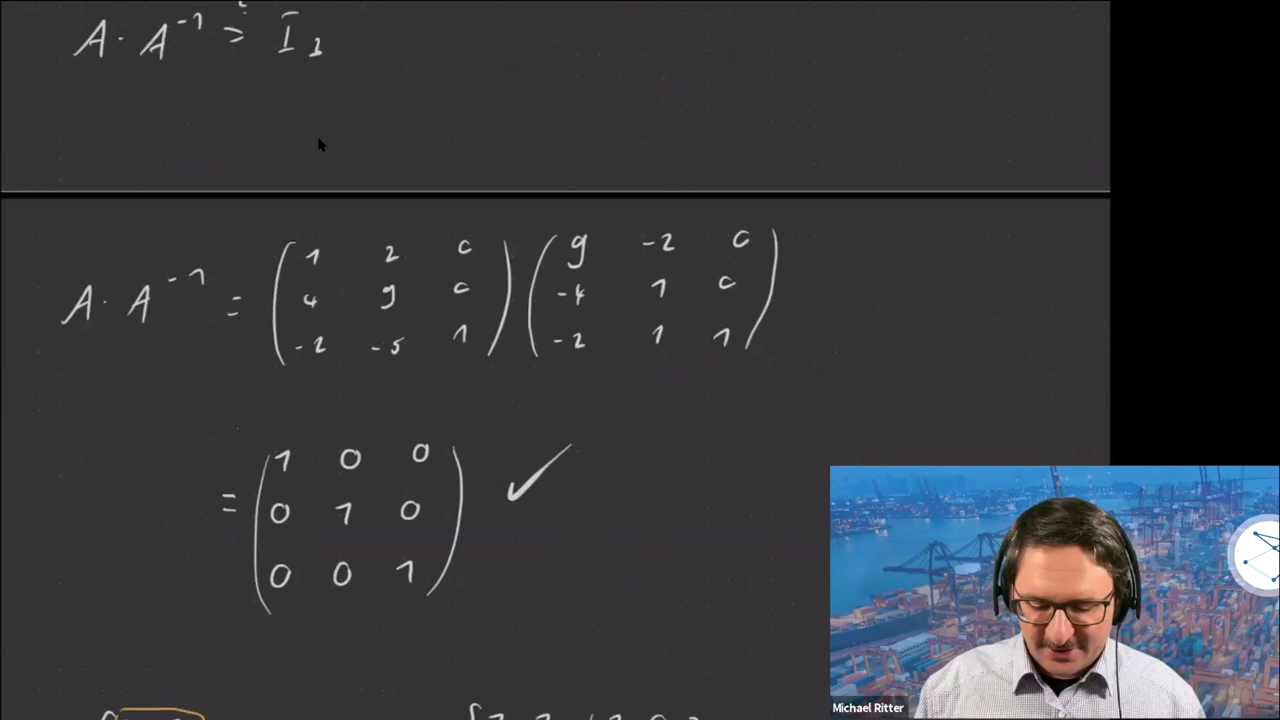 A · A⁻¹ = I₃
A · A⁻¹ = ( 1 2 0 ) ( 9 -2 0 )
( 4 9 0 ) ( -4 1 0 )
( -2 -5 1 ) ( -2 1 1 )
= ( 1 0 0 ) ✓
( 0 1 0 )
( 0 0 1 )
Michael Ritter